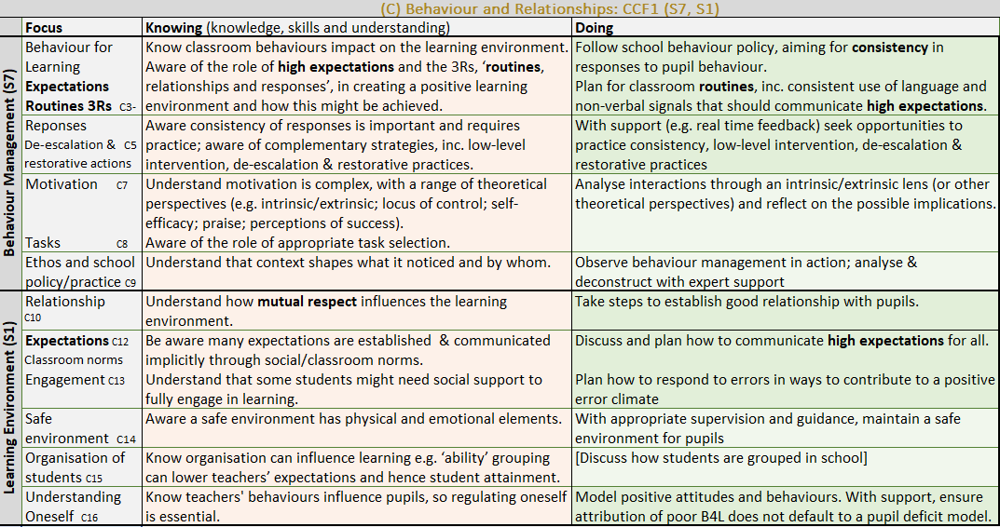 (C) Behaviour and Relationships: CCF1 (S7, S1)
Focus
Knowing (knowledge, skills and understanding)
Doing
Behaviour Management (S7)
Behaviour for
Learning
Expectations
Routines 3Rs C3-
Know classroom behaviours impact on the learning environment.
Aware of the role of high expectations and the 3Rs, ‘routines,
relationships and responses’, in creating a positive learning
environment and how this might be achieved.
Follow school behaviour policy, aiming for consistency in
responses to pupil behaviour.
Plan for classroom routines, inc. consistent use of language and
non-verbal signals that should communicate high expectations.
Reponses
De-escalation & C5
restorative actions
Aware consistency of responses is important and requires
practice; aware of complementary strategies, inc. low-level
intervention, de-escalation & restorative practices.
With support (e.g. real time feedback) seek opportunities to
practice consistency, low-level intervention, de-escalation &
restorative practices
Motivation C7
Understand motivation is complex, with a range of theoretical
perspectives (e.g. intrinsic/extrinsic; locus of control; self-
efficacy; praise; perceptions of success).
Analyse interactions through an intrinsic/extrinsic lens (or other
theoretical perspectives) and reflect on the possible implications.
Tasks C8
Aware of the role of appropriate task selection.
Ethos and school
policy/practice C9
Understand that context shapes what it noticed and by whom.
Observe behaviour management in action; analyse &
deconstruct with expert support
Learning Environment (S1)
Relationship
C10
Understand how mutual respect influences the learning
environment.
Take steps to establish good relationship with pupils.
Expectations C12
Classroom norms
Be aware many expectations are established & communicated
implicitly through social/classroom norms.
Discuss and plan how to communicate high expectations for all.
Engagement C13
Understand that some students might need social support to
fully engage in learning.
Plan how to respond to errors in ways to contribute to a positive
error climate
Safe
environment C14
Aware a safe environment has physical and emotional elements.
With appropriate supervision and guidance, maintain a safe
environment for pupils
Organisation of
students C15
Know organisation can influence learning e.g. ‘ability’ grouping
can lower teachers’ expectations and hence student attainment.
[Discuss how students are grouped in school]
Understanding
Oneself C16
Know teachers' behaviours influence pupils, so regulating oneself
is essential.
Model positive attitudes and behaviours. With support, ensure
attribution of poor B4L does not default to a pupil deficit model.